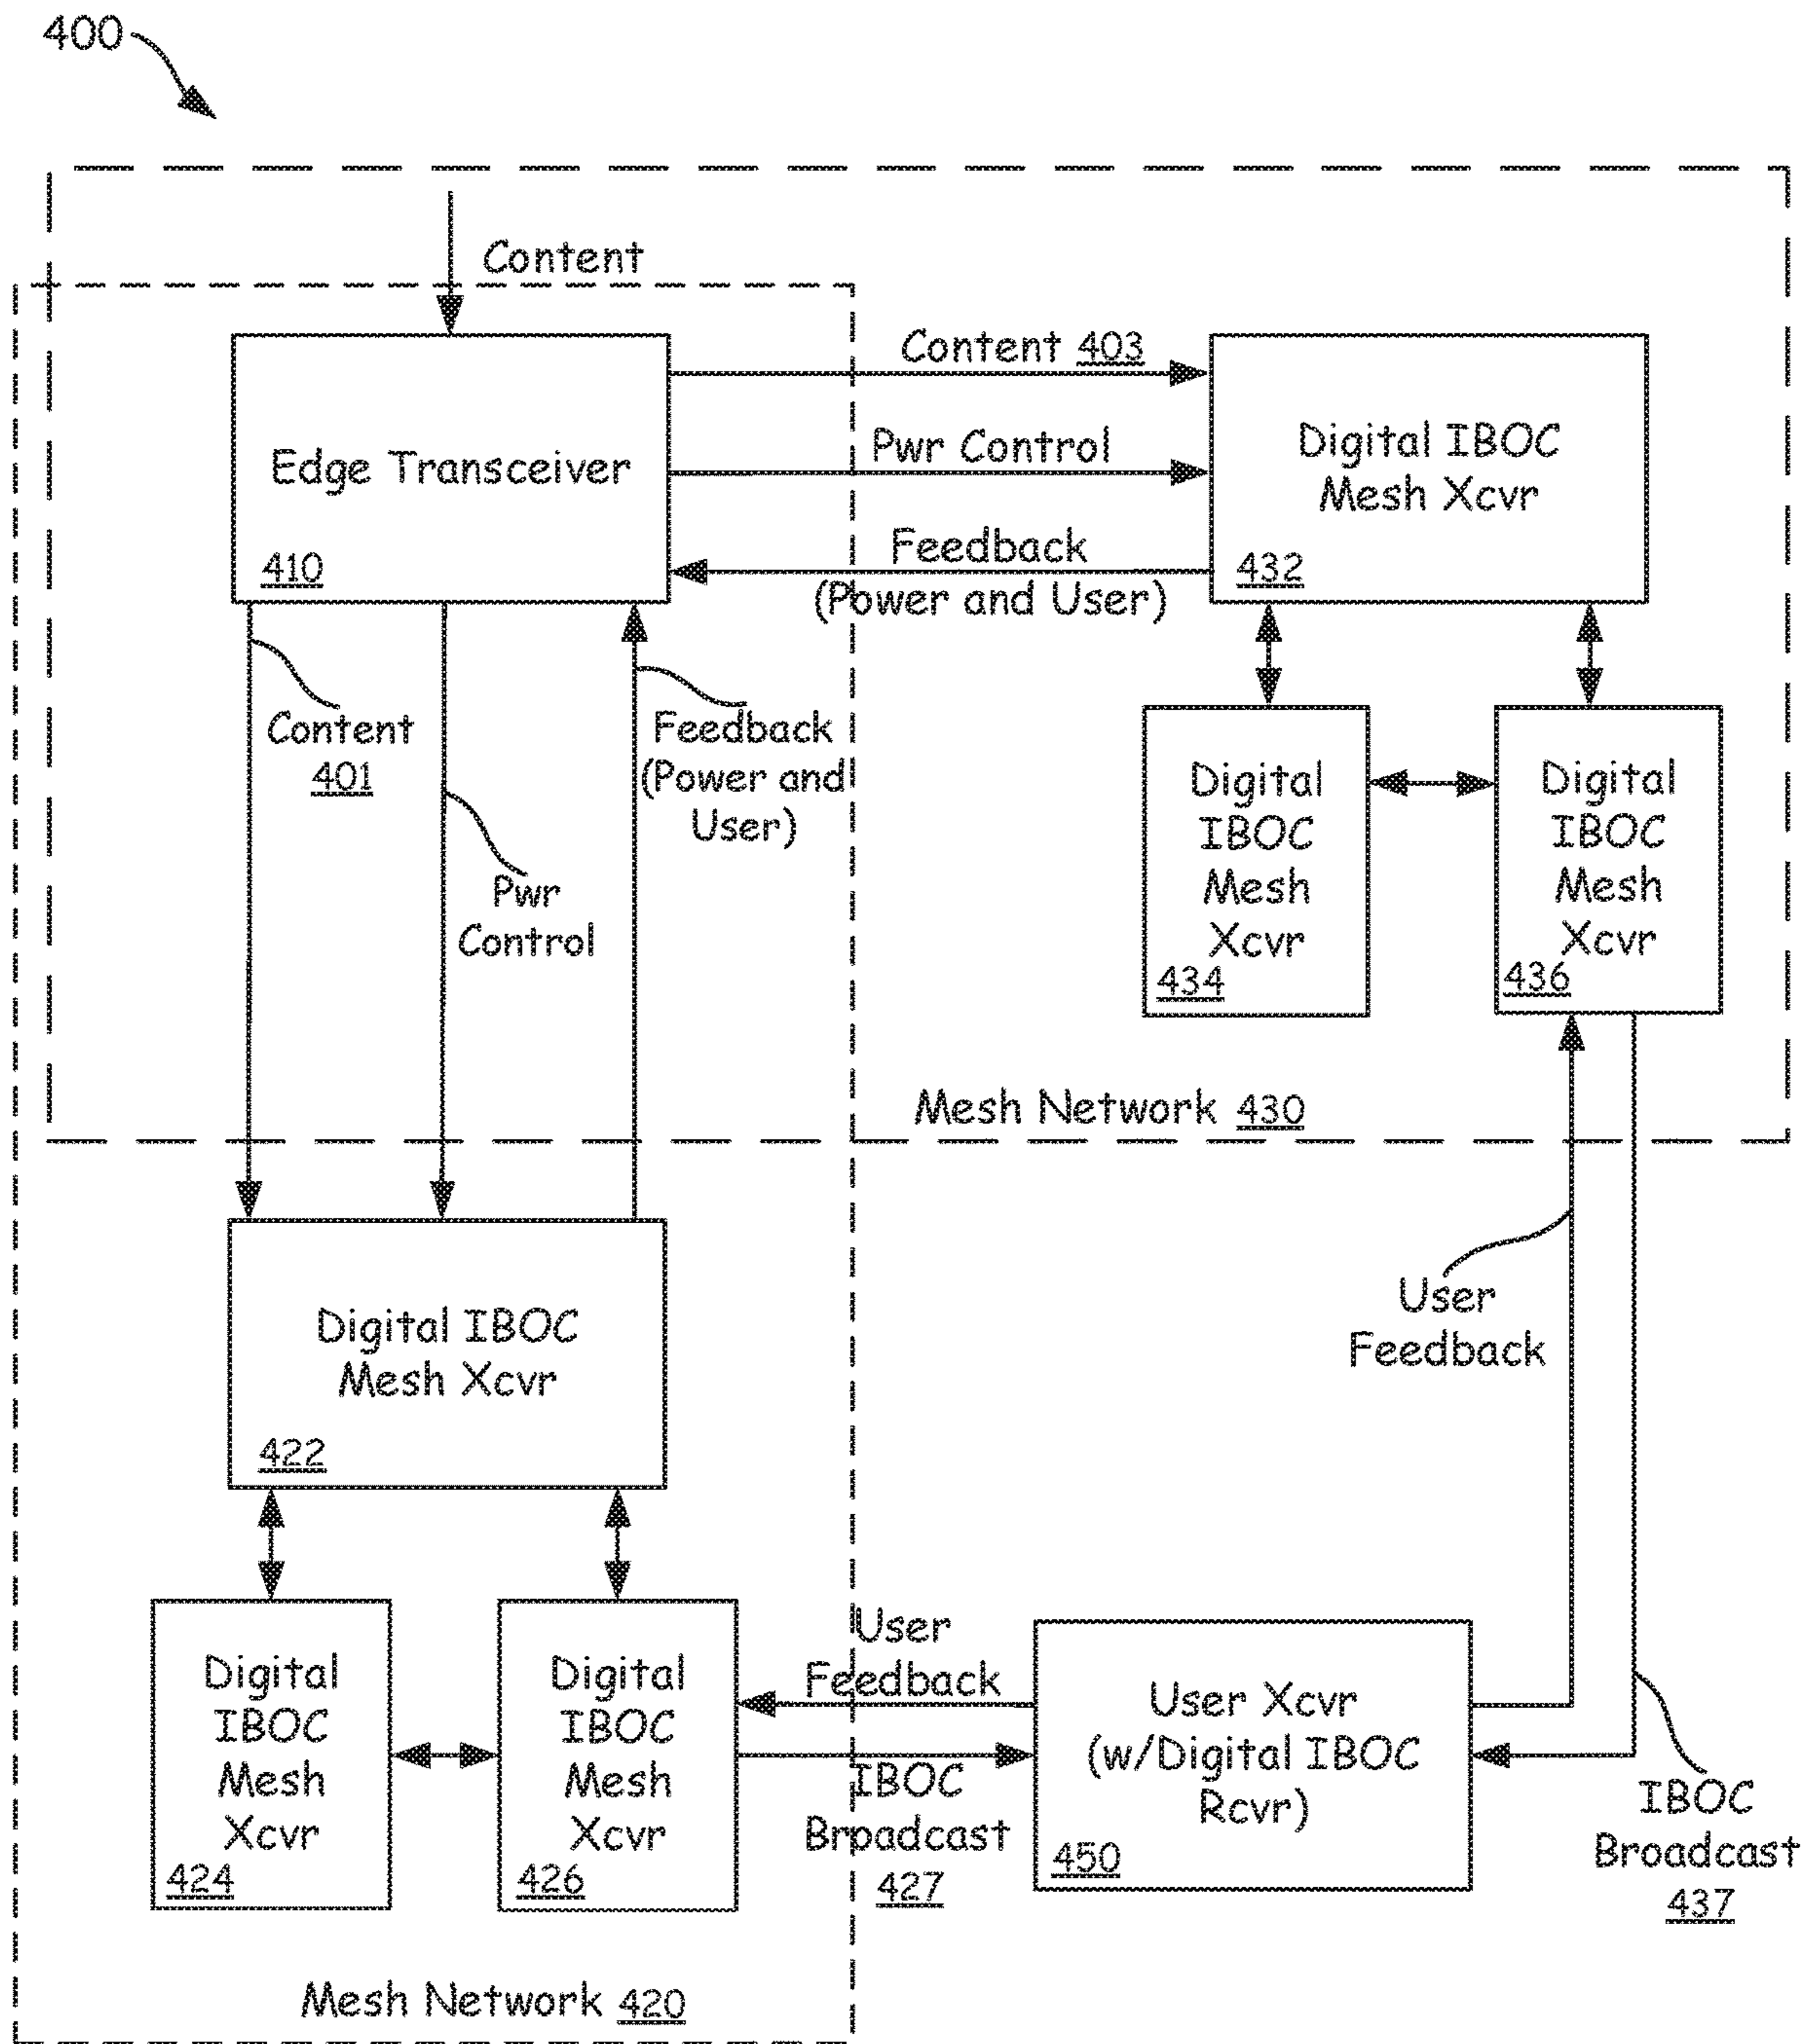 400
Content
Content 403
Pwr Control
Feedback
(Power and User)
Edge Transceiver
410
Digital IBOC
Mesh Xcvr
432
Content
401
Pwr
Control
Feedback
(Power and
User)
Digital
IBOC
Mesh
Xcvr
434
Digital
IBOC
Mesh
Xcvr
436
Mesh Network 430
Digital IBOC
Mesh Xcvr
422
User
Feedback
Digital
IBOC
Mesh
Xcvr
424
Digital
IBOC
Mesh
Xcvr
426
User
Feedback
IBOC
Broadcast
427
User Xcvr
(w/Digital IBOC
Rcvr)
450
IBOC
Broadcast
437
Mesh Network 420